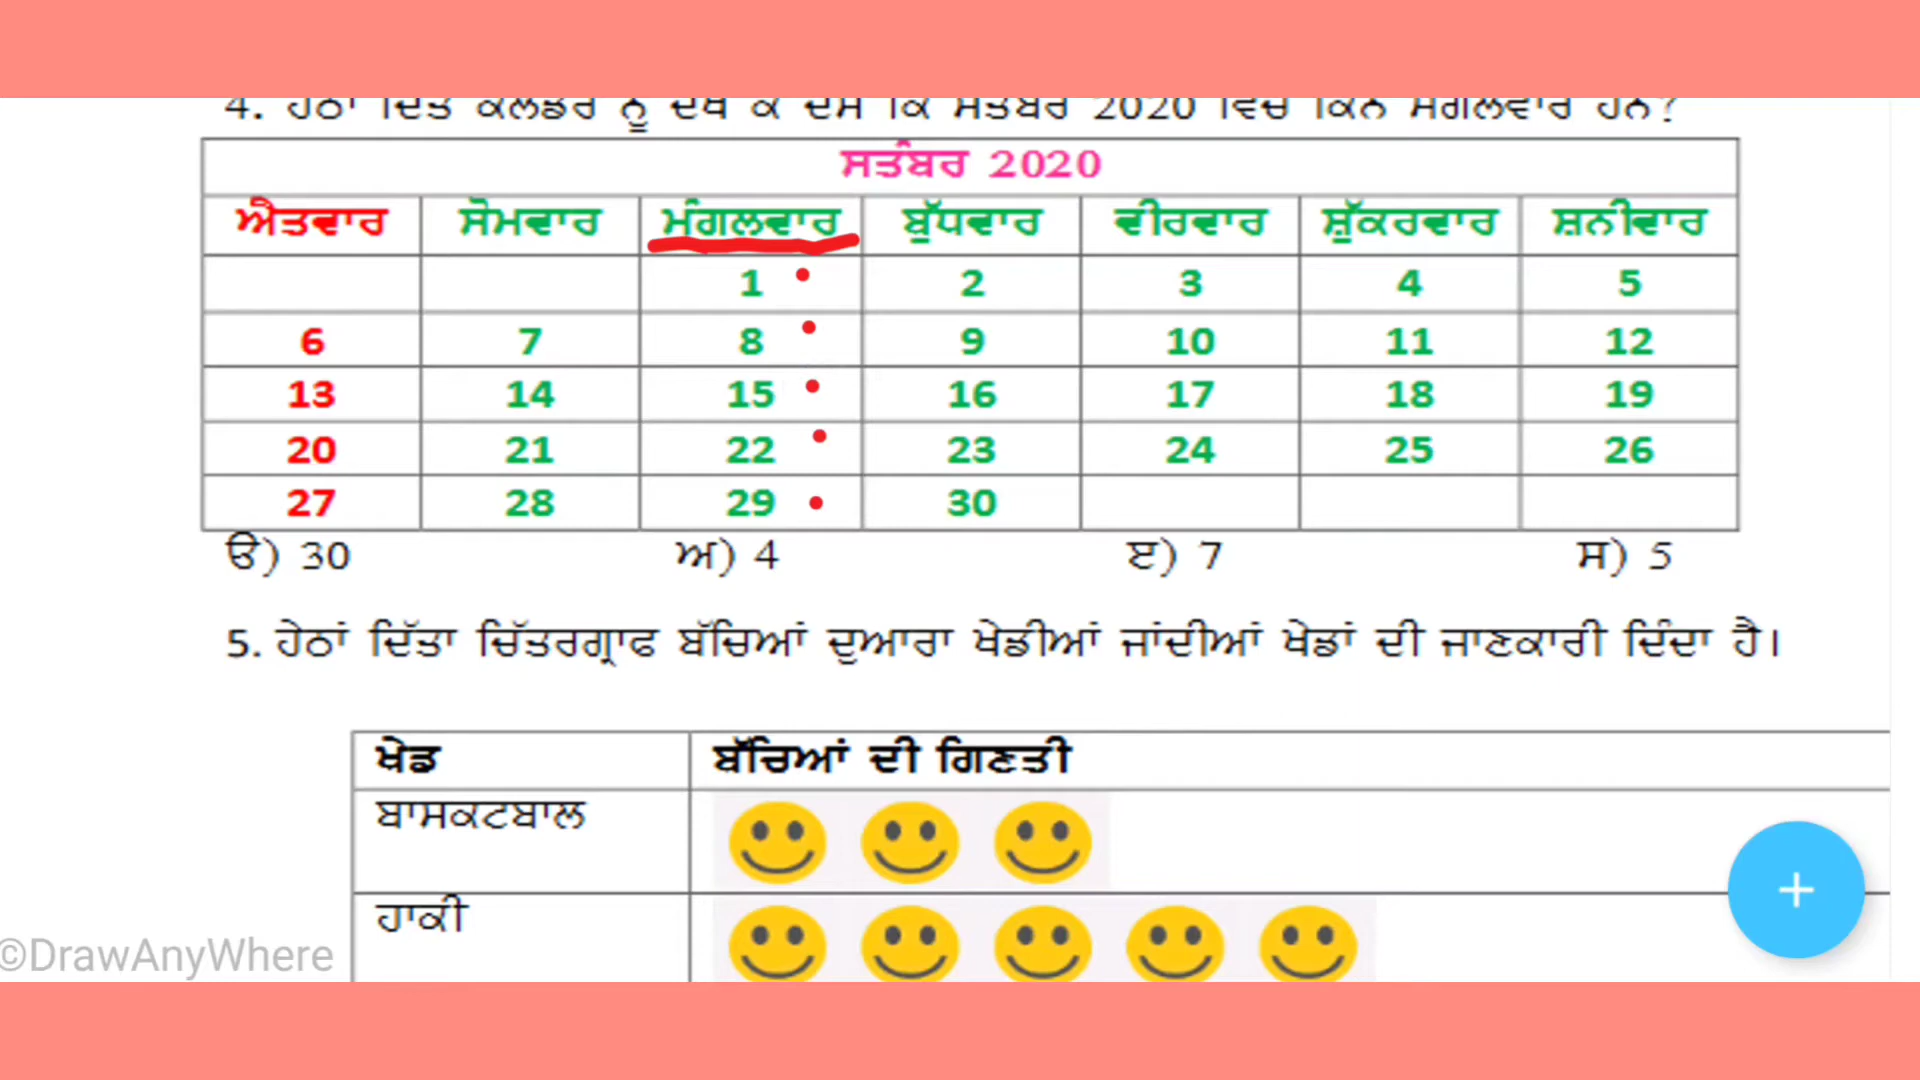 4. ਹੇਠਾਂ ਦਿੱਤੇ ਕੈਲੰਡਰ ਨੂੰ ਦੇਖ ਕੇ ਦੱਸੋ ਕਿ ਸਤੰਬਰ 2020 ਵਿੱਚ ਕਿੰਨੇ ਮੰਗਲਵਾਰ ਹਨ?
ਸਤੰਬਰ 2020
ਐਤਵਾਰ ਸੋਮਵਾਰ ਮੰਗਲਵਾਰ ਬੁੱਧਵਾਰ ਵੀਰਵਾਰ ਸ਼ੁੱਕਰਵਾਰ ਸ਼ਨੀਵਾਰ
1 2 3 4 5
6 7 8 9 10 11 12
13 14 15 16 17 18 19
20 21 22 23 24 25 26
27 28 29 30
ੳ) 30 ਅ) 4 ੲ) 7 ਸ) 5
5. ਹੇਠਾਂ ਦਿੱਤਾ ਚਿੱਤਰਗ੍ਰਾਫ ਬੱਚਿਆਂ ਦੁਆਰਾ ਖੇਡੀਆਂ ਜਾਂਦੀਆਂ ਖੇਡਾਂ ਦੀ ਜਾਣਕਾਰੀ ਦਿੰਦਾ ਹੈ।
ਖੇਡ ਬੱਚਿਆਂ ਦੀ ਗਿਣਤੀ
ਬਾਸਕਟਬਾਲ
ਹਾਕੀ
©DrawAnyWhere